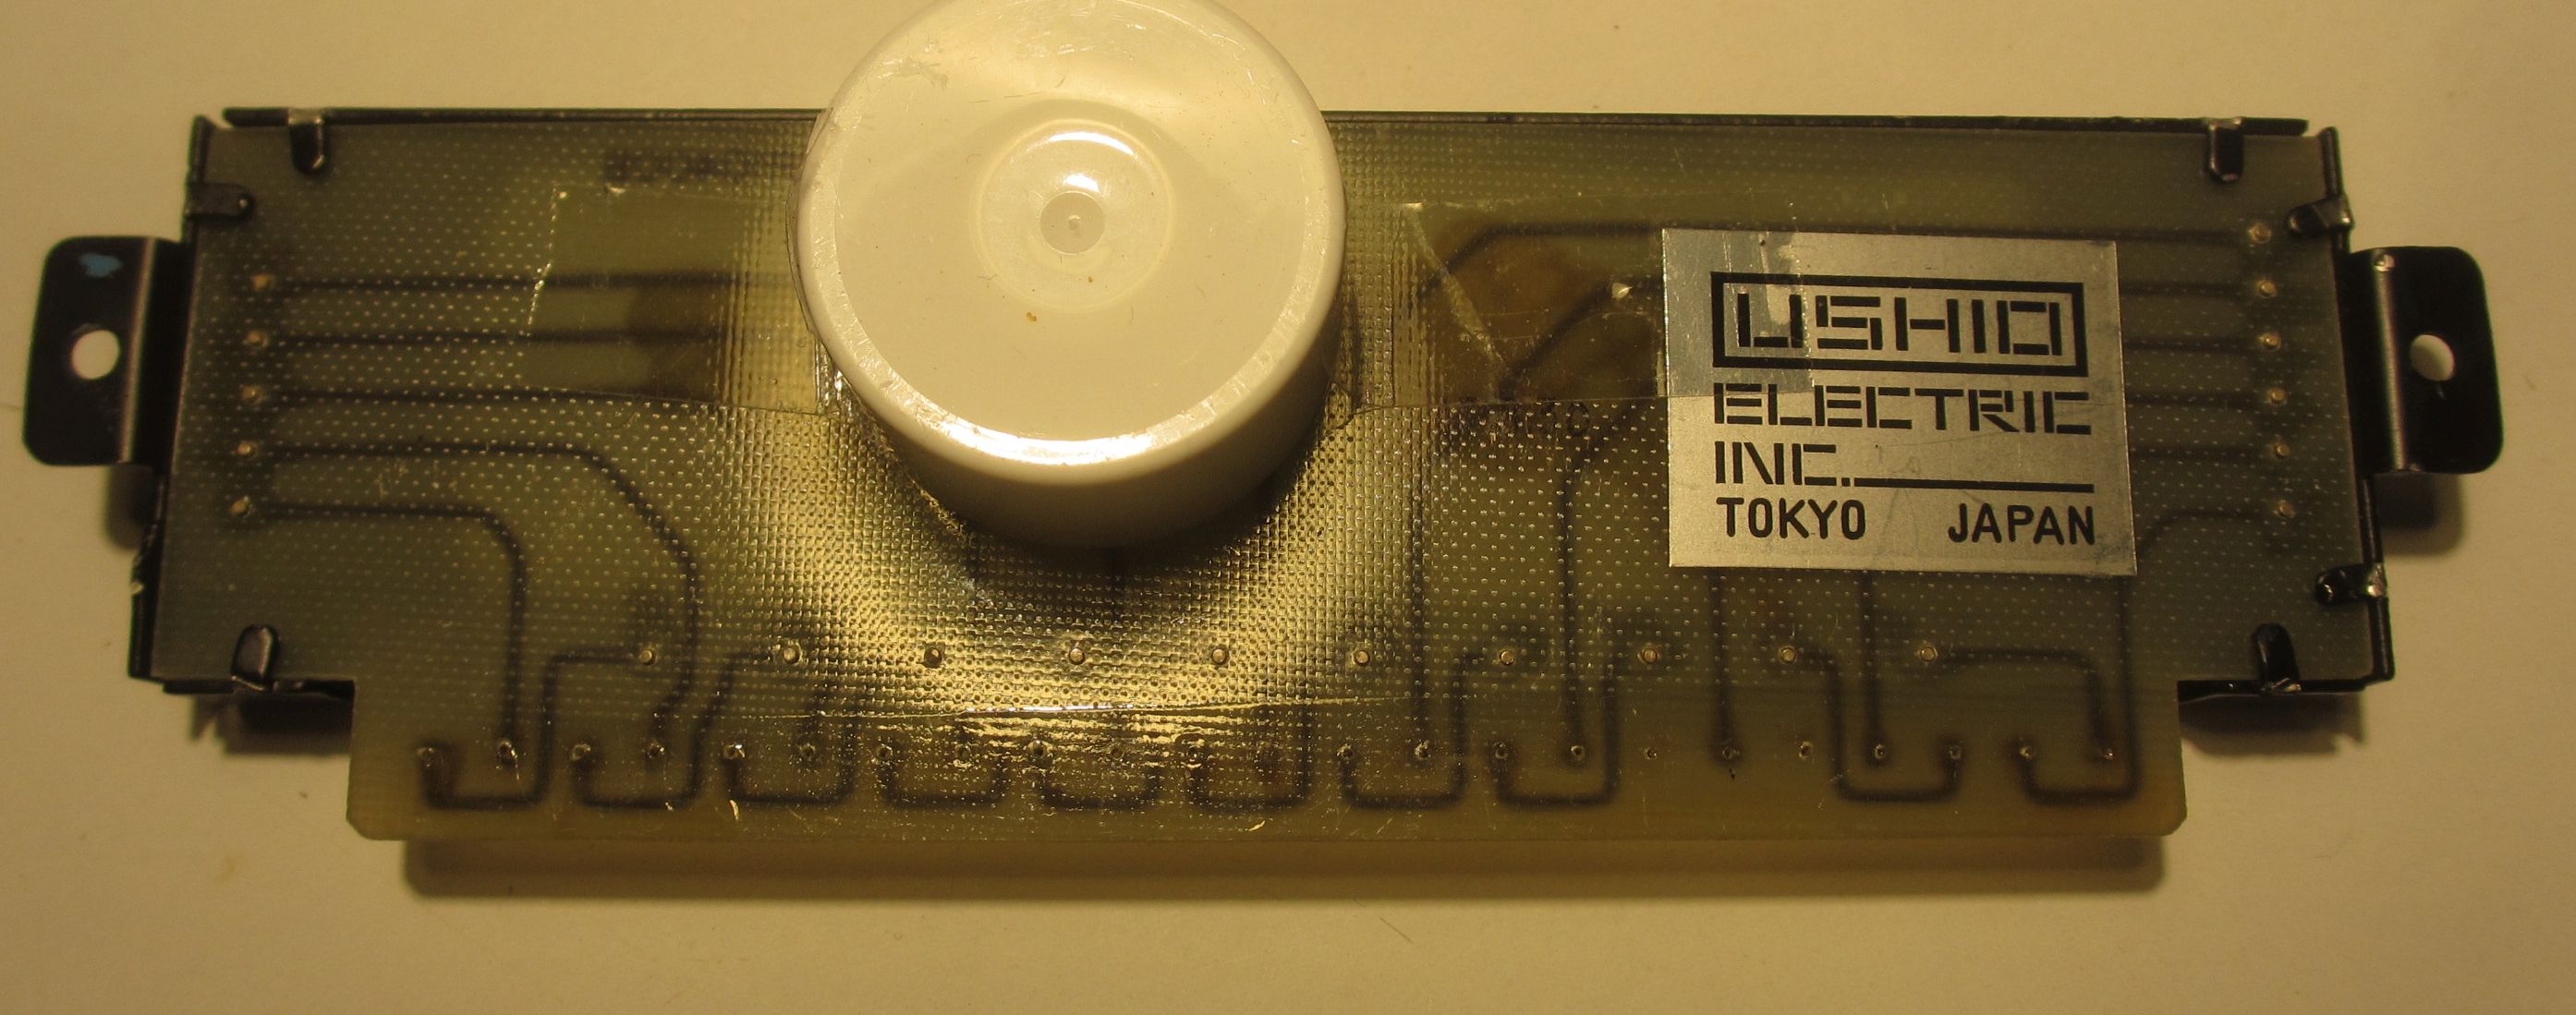 USHIO
ELECTRIC
INC.
TOKYO JAPAN